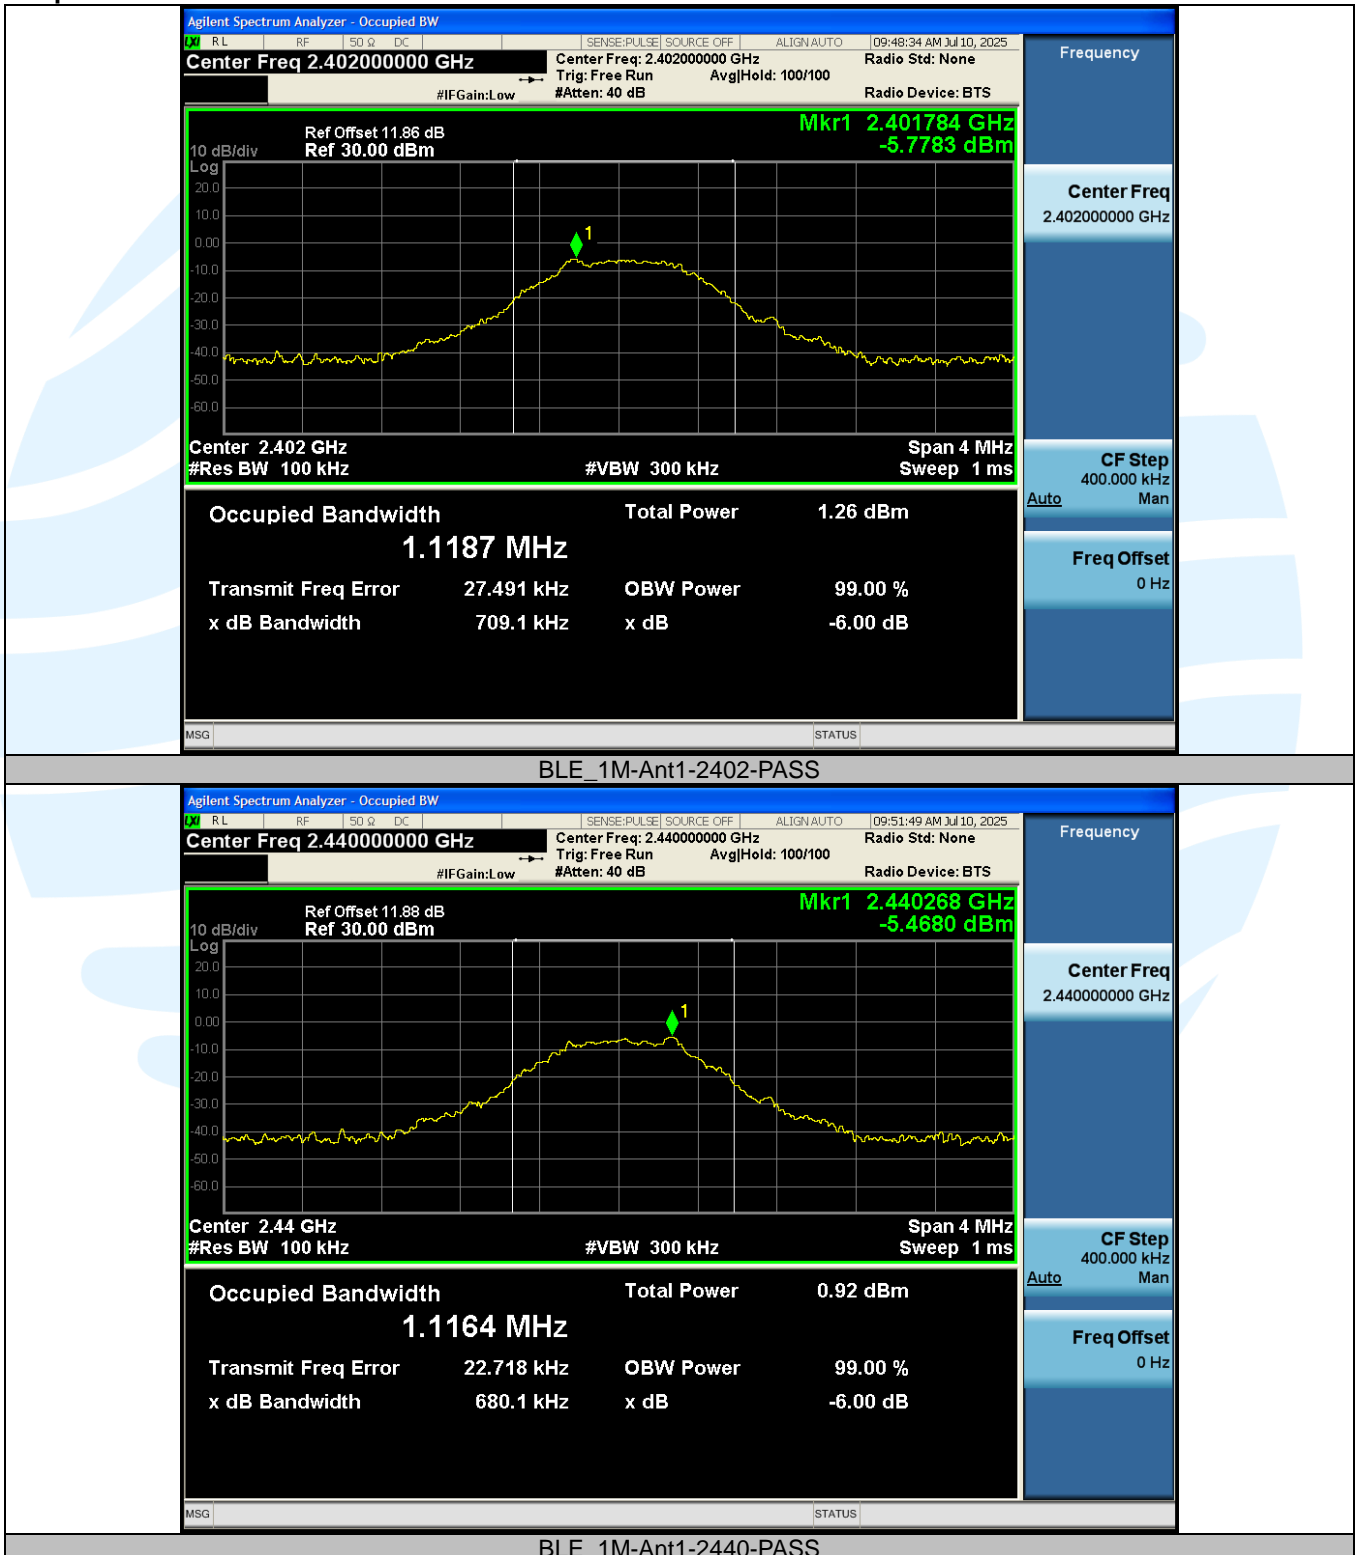 Agilent Spectrum Analyzer - Occupied BW
LXI RL RF 50 Ω DC SENSE:PULSE SOURCE OFF ALIGN AUTO 09:48:34 AM Jul 10, 2025
Center Freq 2.402000000 GHz
Center Freq: 2.402000000 GHz Radio Std: None
Trig: Free Run Avg|Hold: 100/100
#IFGain:Low #Atten: 40 dB Radio Device: BTS
Frequency
Mkr1 2.401784 GHz
-5.7783 dBm
Ref Offset 11.86 dB
10 dB/div Ref 30.00 dBm
Log
20.0
10.0
0.00
-10.0
-20.0
-30.0
-40.0
-50.0
-60.0
1
Center 2.402 GHz Span 4 MHz
#Res BW 100 kHz #VBW 300 kHz Sweep 1 ms
Center Freq
2.402000000 GHz
CF Step
400.000 kHz
Auto Man
Freq Offset
0 Hz
Occupied Bandwidth Total Power 1.26 dBm
1.1187 MHz
Transmit Freq Error 27.491 kHz OBW Power 99.00 %
x dB Bandwidth 709.1 kHz x dB -6.00 dB
MSG STATUS
BLE_1M-Ant1-2402-PASS
Agilent Spectrum Analyzer - Occupied BW
LXI RL RF 50 Ω DC SENSE:PULSE SOURCE OFF ALIGN AUTO 09:51:49 AM Jul 10, 2025
Center Freq 2.440000000 GHz
Center Freq: 2.440000000 GHz Radio Std: None
Trig: Free Run Avg|Hold: 100/100
#IFGain:Low #Atten: 40 dB Radio Device: BTS
Frequency
Mkr1 2.440268 GHz
-5.4680 dBm
Ref Offset 11.88 dB
10 dB/div Ref 30.00 dBm
Log
20.0
10.0
0.00
-10.0
-20.0
-30.0
-40.0
-50.0
-60.0
1
Center 2.44 GHz Span 4 MHz
#Res BW 100 kHz #VBW 300 kHz Sweep 1 ms
Center Freq
2.440000000 GHz
CF Step
400.000 kHz
Auto Man
Freq Offset
0 Hz
Occupied Bandwidth Total Power 0.92 dBm
1.1164 MHz
Transmit Freq Error 22.718 kHz OBW Power 99.00 %
x dB Bandwidth 680.1 kHz x dB -6.00 dB
MSG STATUS
BLE_1M-Ant1-2440-PASS